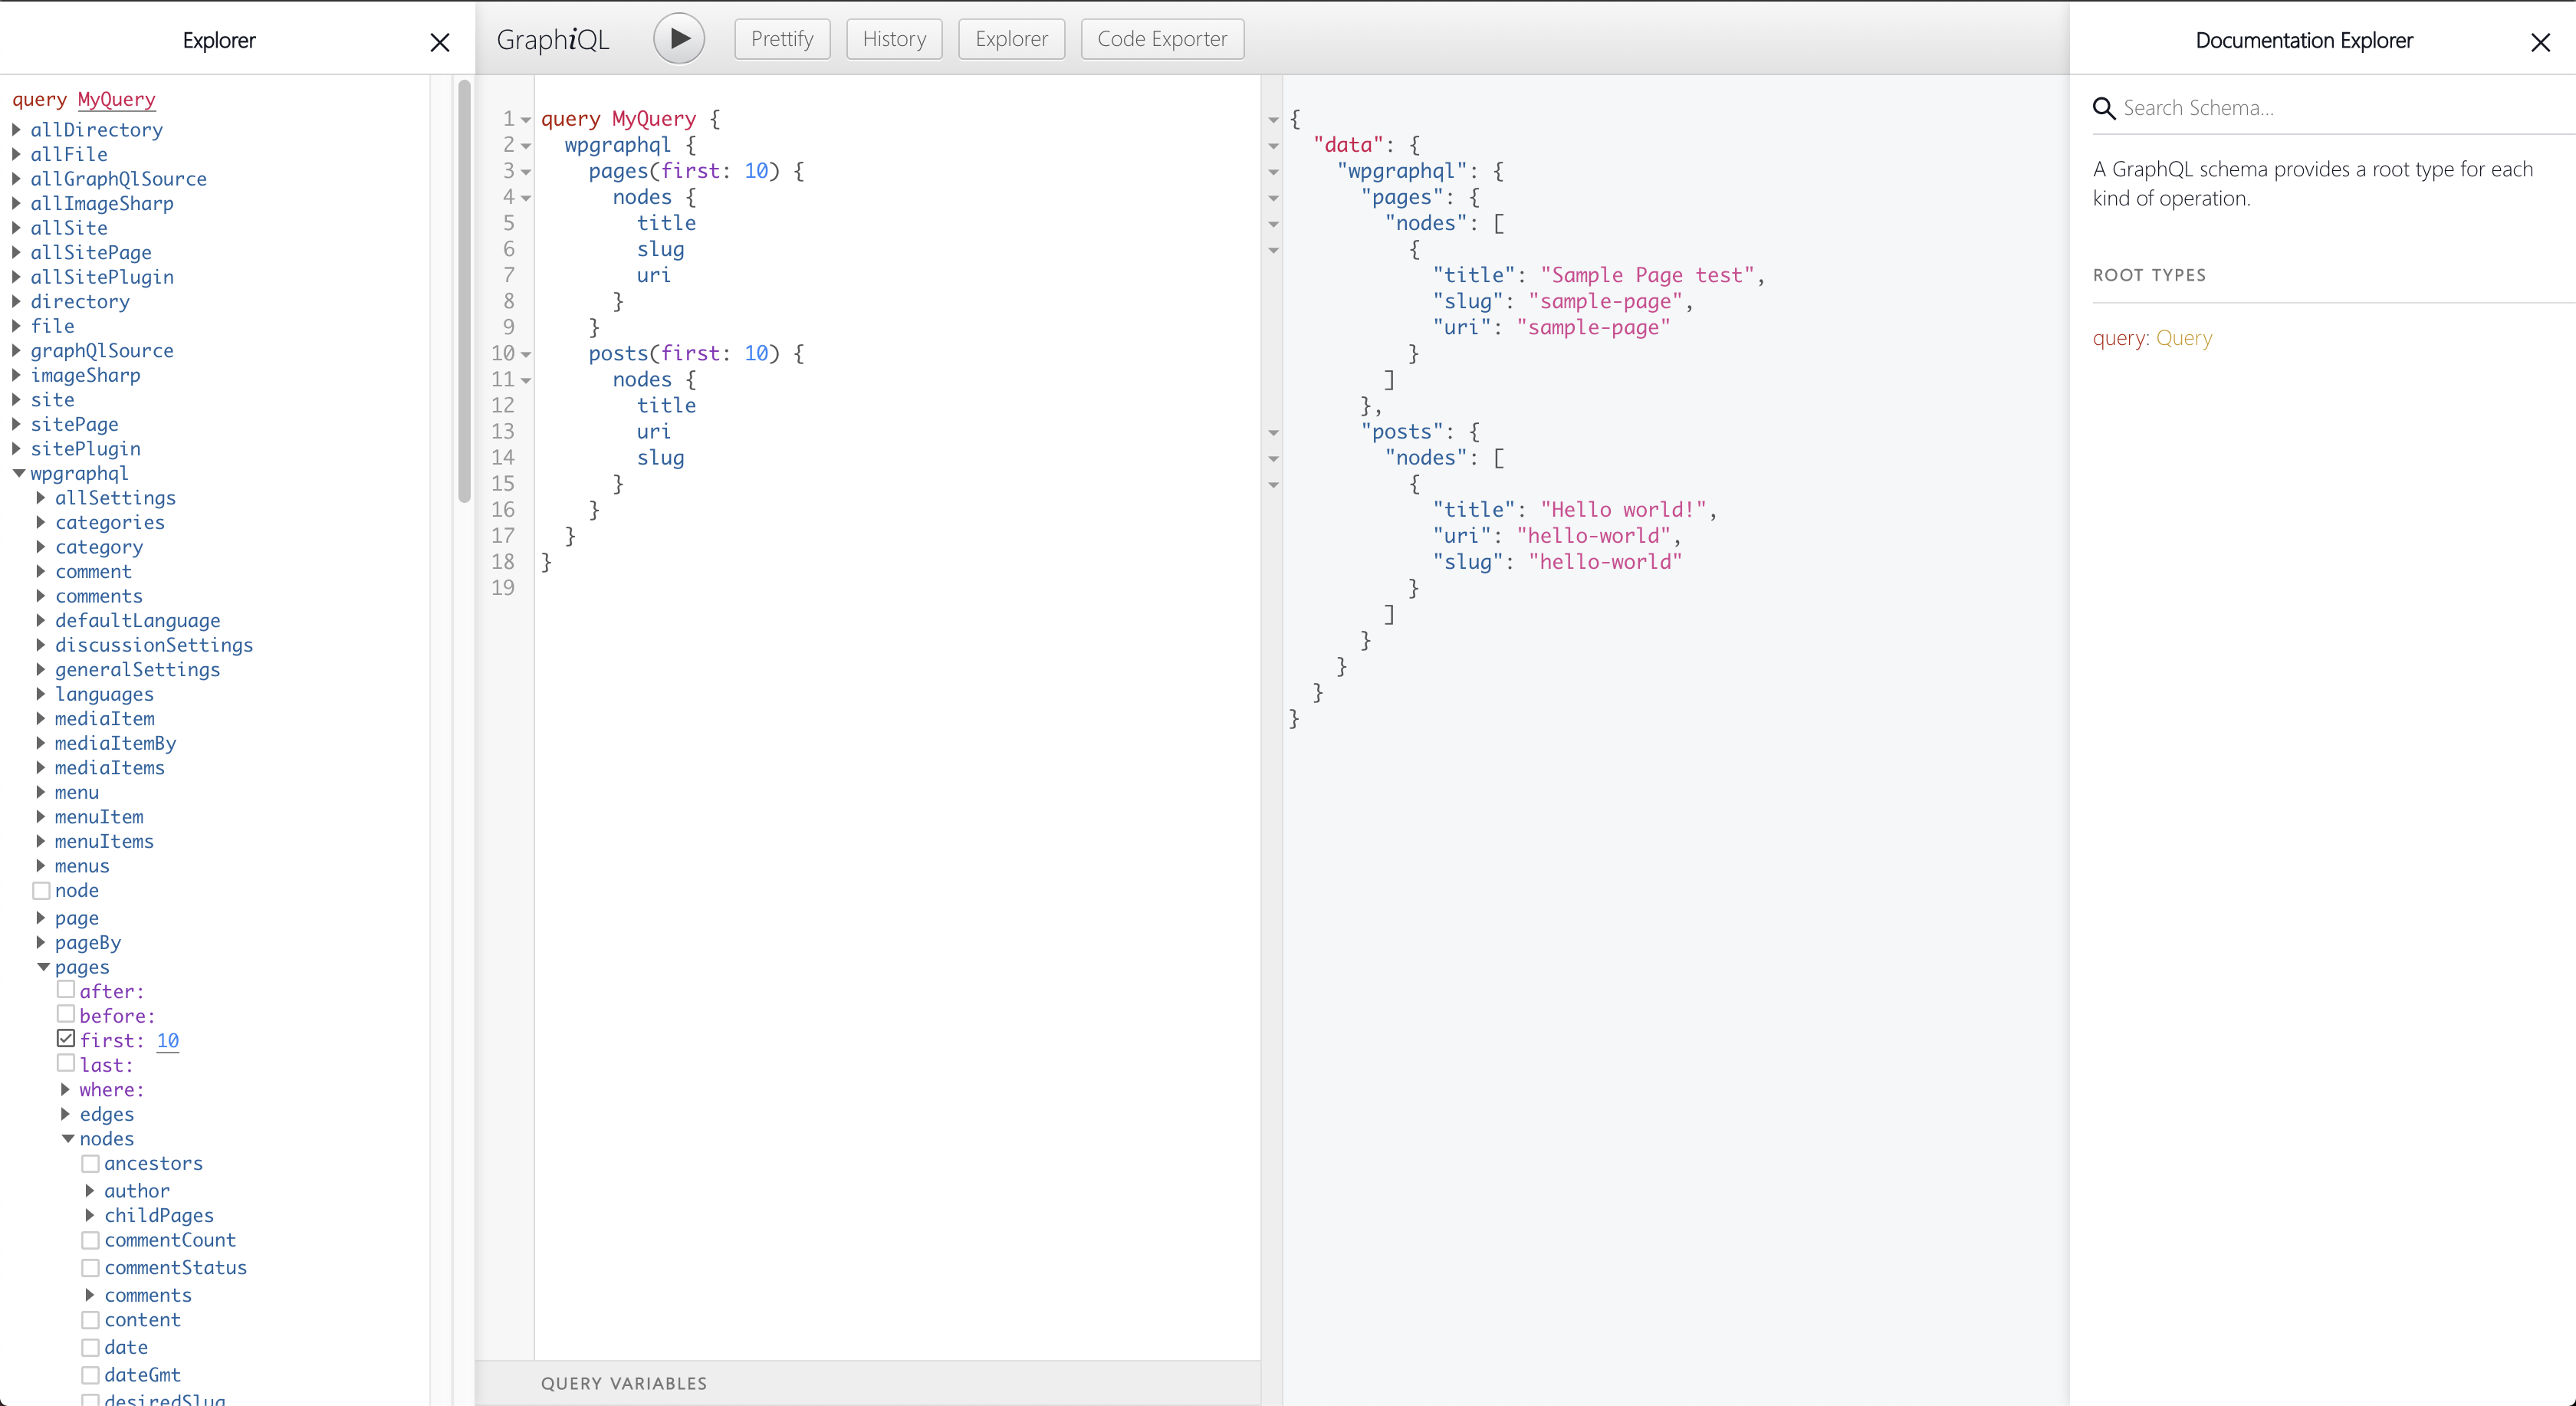 Explorer
query MyQuery
allDirectory
allFile
allGraphQlSource
allImageSharp
allSite
allSitePage
allSitePlugin
directory
file
graphQlSource
imageSharp
site
sitePage
sitePlugin
wpgraphql
allSettings
categories
category
comment
comments
defaultLanguage
discussionSettings
generalSettings
languages
mediaItem
mediaItemBy
mediaItems
menu
menuItem
menuItems
menus
node
page
pageBy
pages
after:
before:
first: 10
last:
where:
edges
nodes
ancestors
author
childPages
commentCount
commentStatus
comments
content
date
dateGmt
desiredSlug
GraphiQL
Prettify
History
Explorer
Code Exporter
1 query MyQuery {
2 wpgraphql {
3 pages(first: 10) {
4 nodes {
5 title
6 slug
7 uri
8 }
9 }
10 posts(first: 10) {
11 nodes {
12 title
13 uri
14 slug
15 }
16 }
17 }
18 }
19
QUERY VARIABLES
{
"data": {
"wpgraphql": {
"pages": {
"nodes": [
{
"title": "Sample Page test",
"slug": "sample-page",
"uri": "sample-page"
}
]
},
"posts": {
"nodes": [
{
"title": "Hello world!",
"uri": "hello-world",
"slug": "hello-world"
}
]
}
}
}
}
Documentation Explorer
Search Schema...
A GraphQL schema provides a root type for each
kind of operation.
ROOT TYPES
query: Query